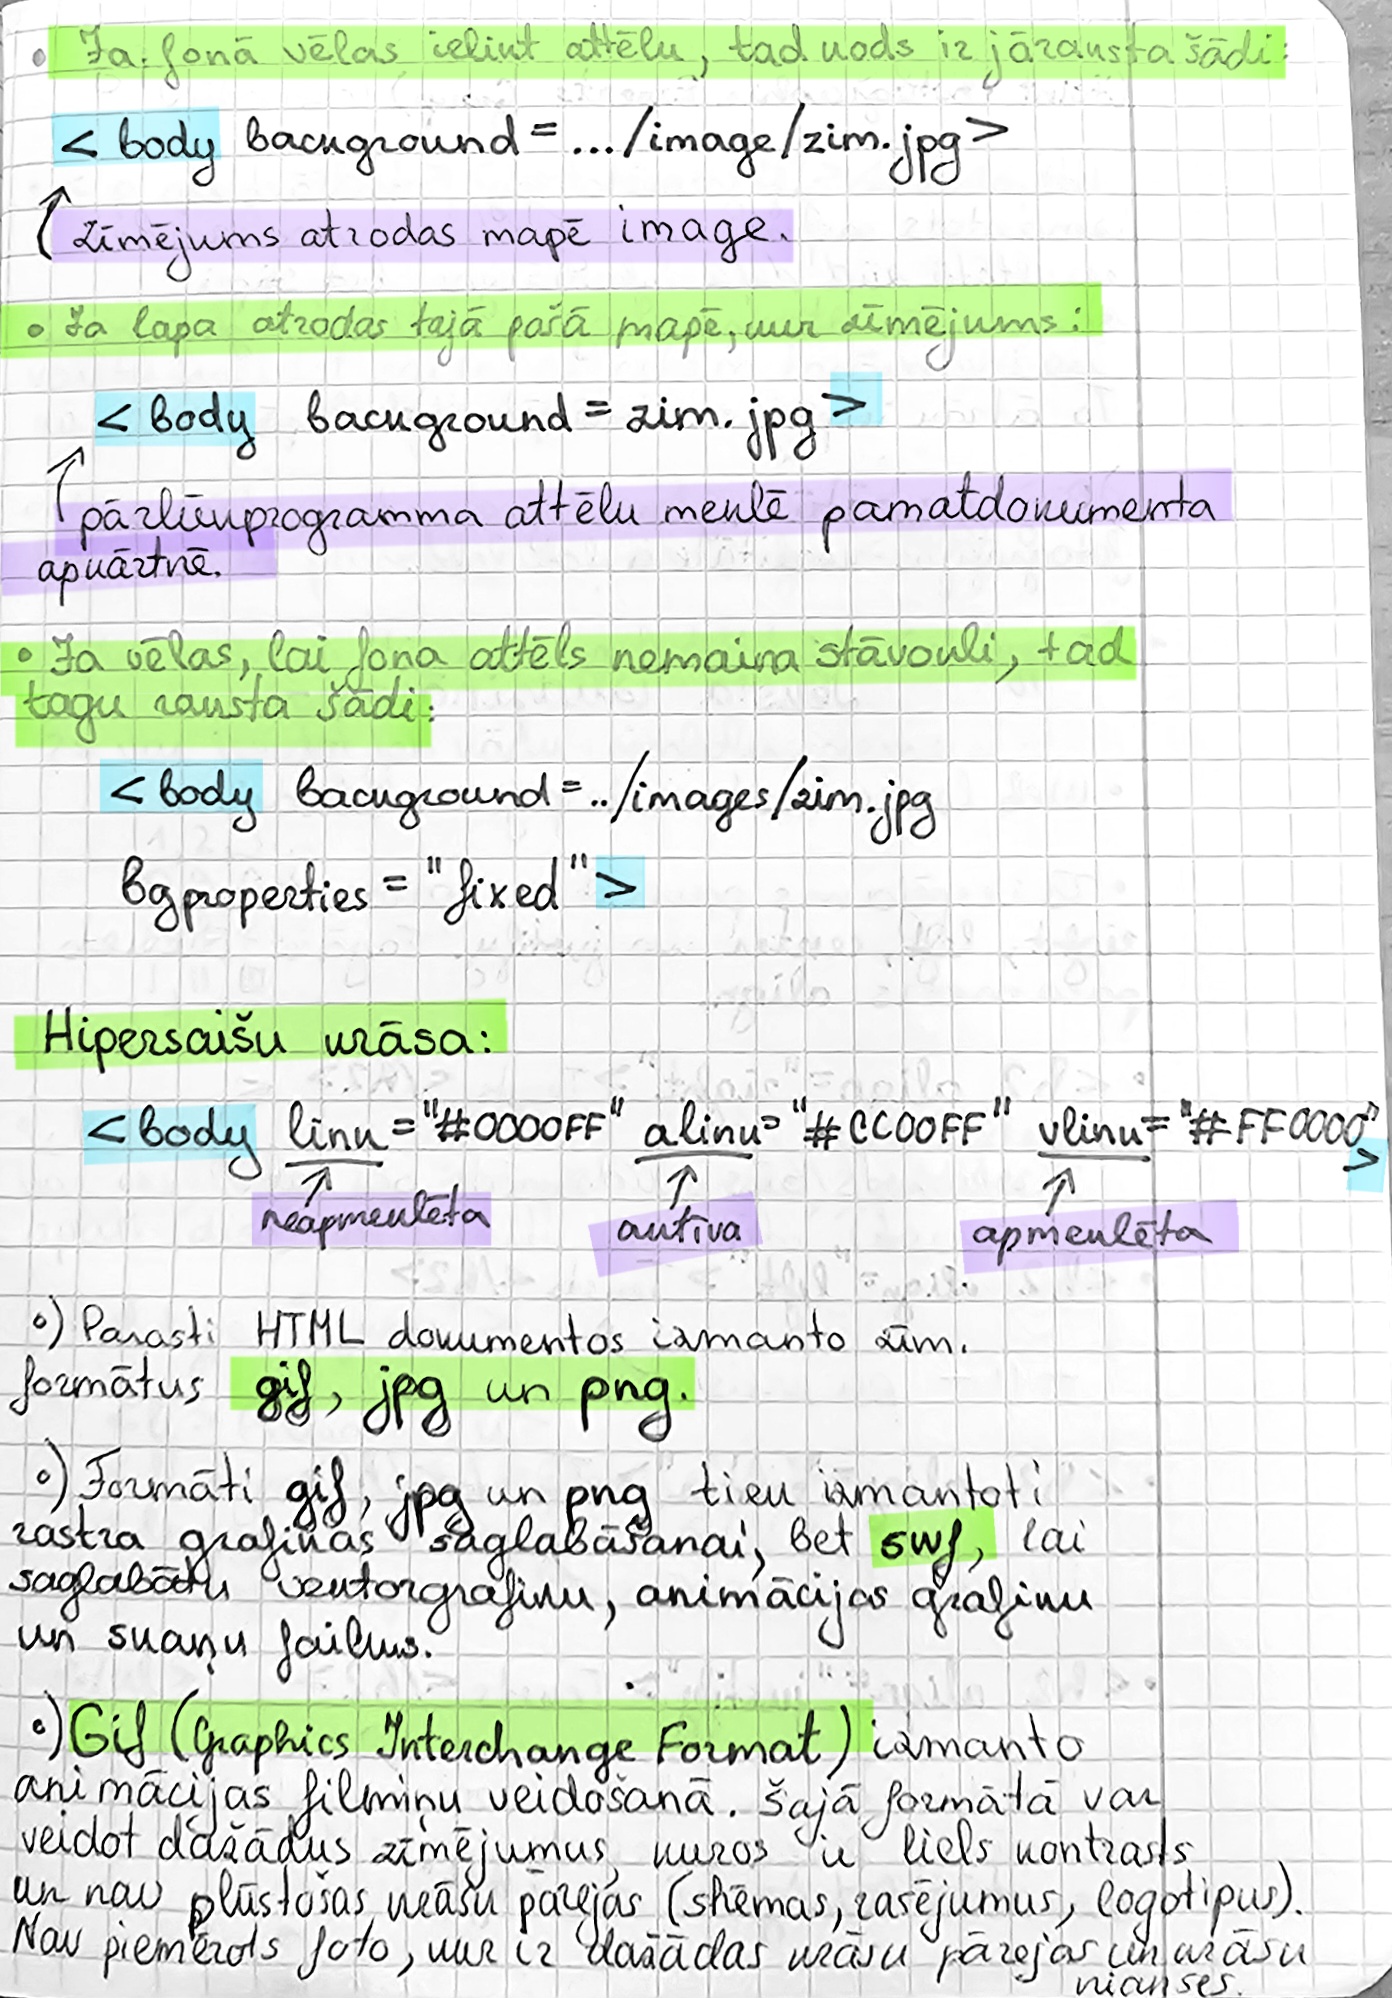 • Ja fonā vēlas ielikt attēlu, tad kods ir jāraksta šādi:
< body background = .../image/zim.jpg>
zīmējums atrodas mapē image.
• Ja lapa atrodas tajā pašā mapē, kur zīmējums:
< body background = zim.jpg >
pārlūkprogramma attēlu meklē pamatdokumenta
apkārtnē.
• Ja vēlas, lai fona attēls nemaina stāvokli, tad
tagu raksta šādi:
< body background = ../images/zim.jpg
bgproperties = "fixed" >
Hipersaišu krāsa:
< body link = "#0000FF" alink = "#CC00FF" vlink = "#FF0000"
>
neapmeklēta aktīva apmeklēta
°) Parasti HTML dokumentos izmanto zīm.
formātus gif, jpg un png.
°) Formāti gif, jpg un png tiek izmantoti
rastra grafikas saglabāšanai, bet swf, lai
saglabātu vektorgrafiku, animācijas grafiku
un skaņu failus.
°) Gif (Graphics Interchange Format) izmanto
animācijas filmiņu veidošanā. Šajā formātā var
veidot dažādus zīmējumus, kuros ir liels kontrasts
un nav plūstošas krāsu pārejas (shēmas, rasējumus, logotipus).
Nav piemērots foto, kur ir dažādas krāsu pārejas un krāsu
nianses.